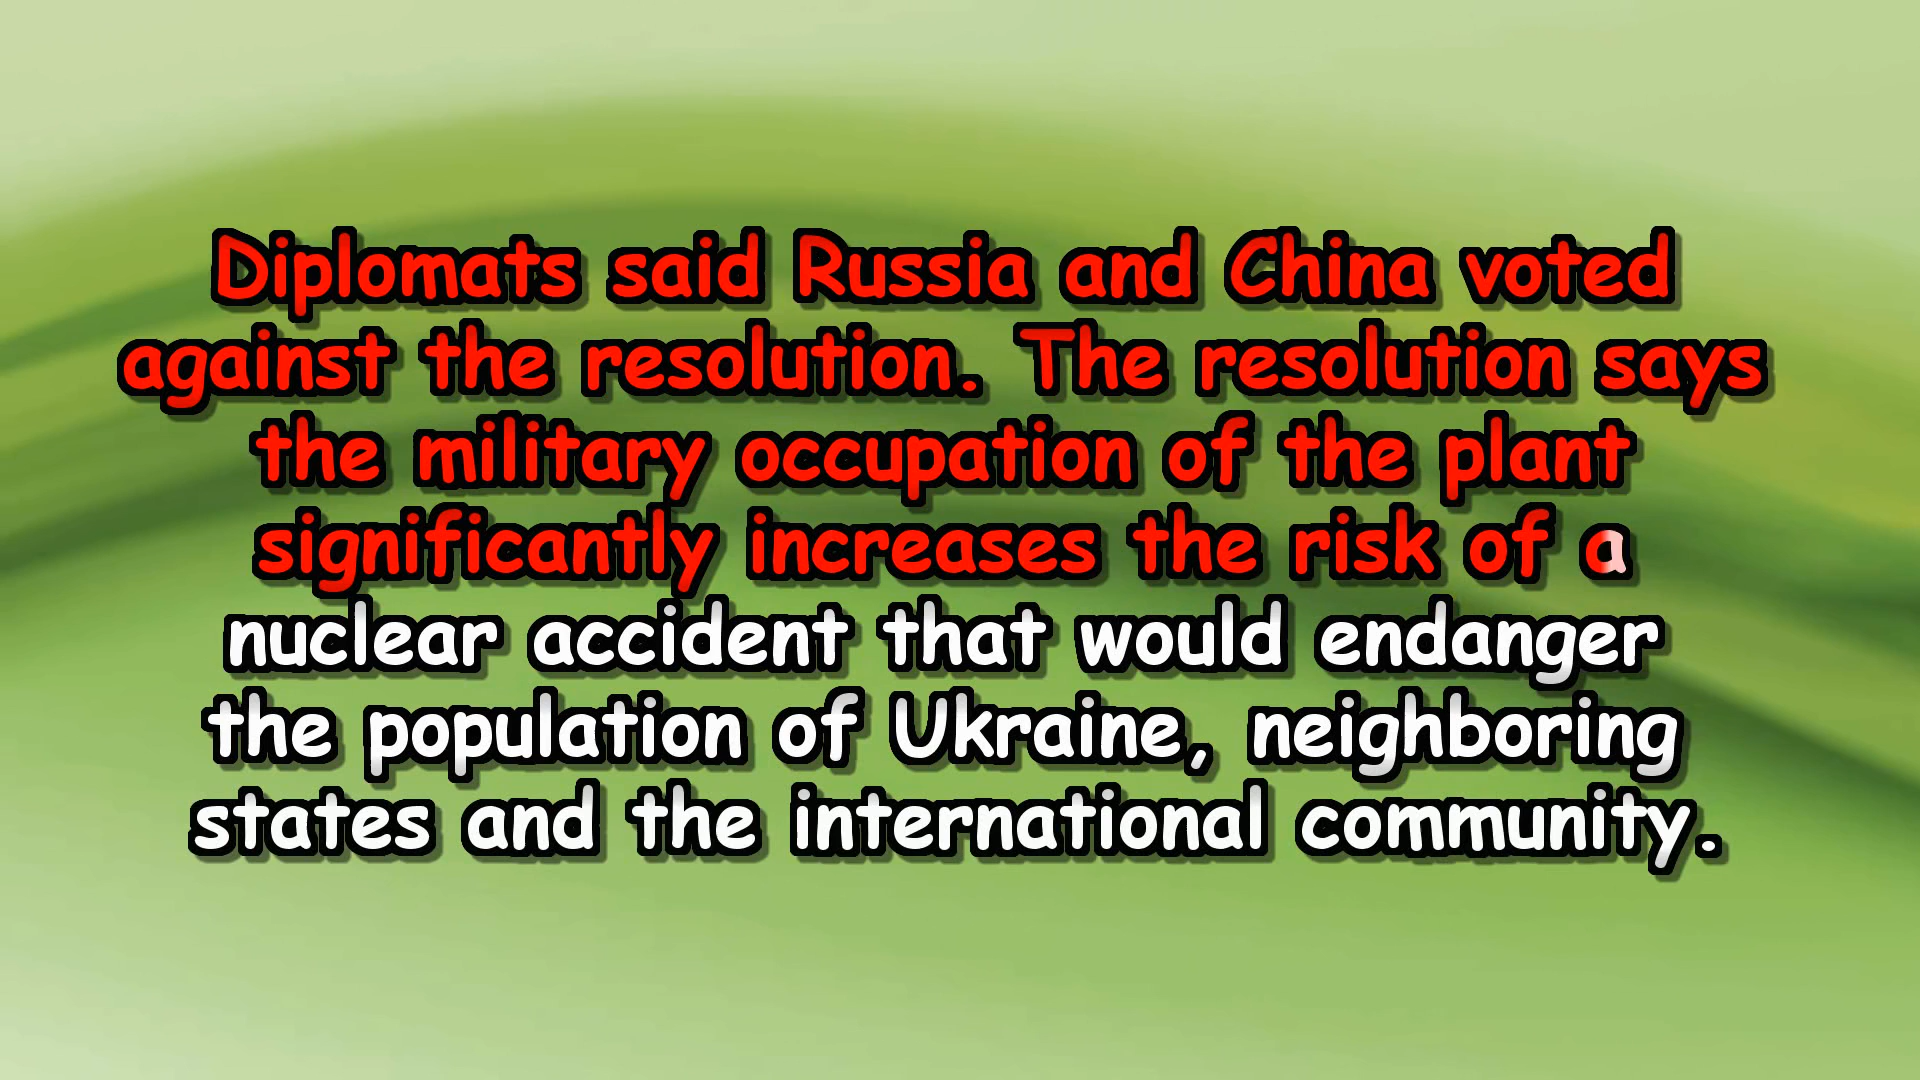 Diplomats said Russia and China voted
against the resolution. The resolution says
the military occupation of the plant
significantly increases the risk of a
nuclear accident that would endanger
the population of Ukraine, neighboring
states and the international community.